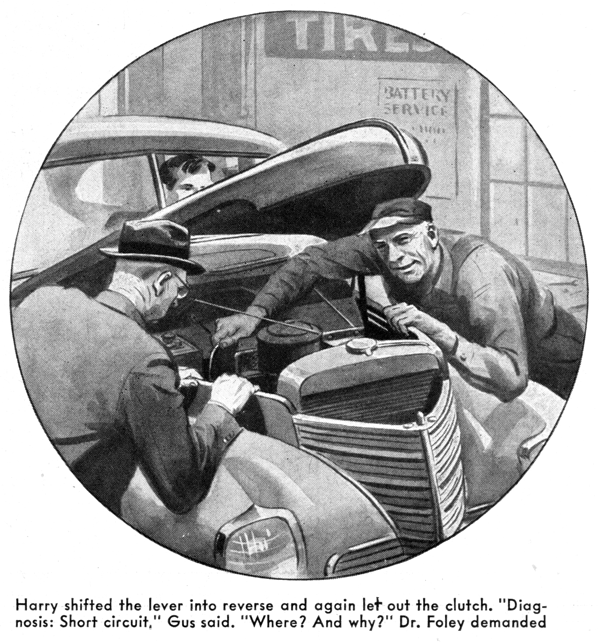 TIRES
BATTERY
SERVICE
Harry shifted the lever into reverse and again let out the clutch. "Diag-
nosis: Short circuit," Gus said. "Where? And why?" Dr. Foley demanded